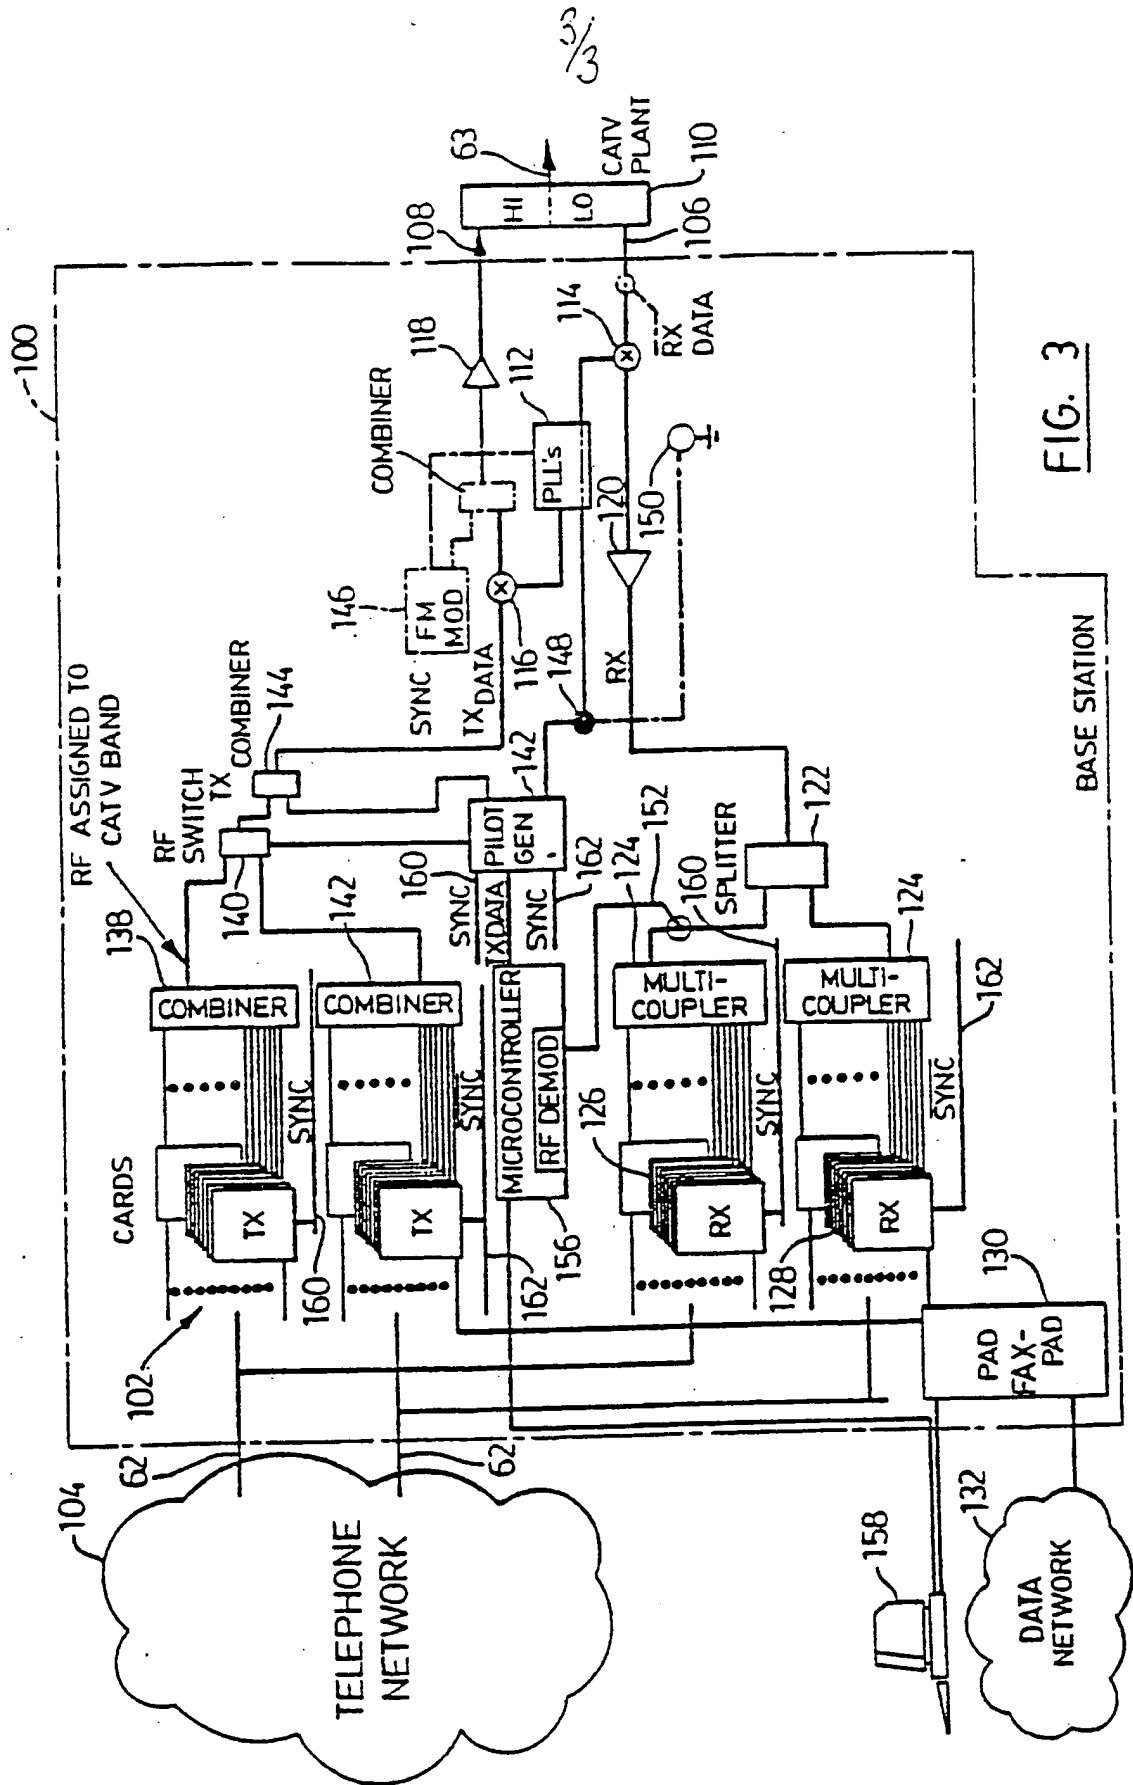 3/3
100
RF ASSIGNED TO
CATV BAND
RF
SWITCH
TX
COMBINER
144
138
140
CARDS
COMBINER
TX
SYNC
160
102
142
COMBINER
TX
SYNC
162
SYNC
160
TXDATA
SYNC
162
PILOT
GEN
142
MICROCONTROLLER
RF DEMOD
156
SYNC
FM
MOD
146
TX DATA
116
COMBINER
118
108
63
HI
LO
CATV
PLANT
110
106
PLL's
112
114
RX
DATA
148
150
120
RX
152
124
MULTI-
COUPLER
126
RX
SYNC
160
SPLITTER
122
124
MULTI-
COUPLER
128
RX
SYNC
162
PAD
FAX-
PAD
130
BASE STATION
104
62
62
TELEPHONE
NETWORK
158
132
DATA
NETWORK
FIG. 3